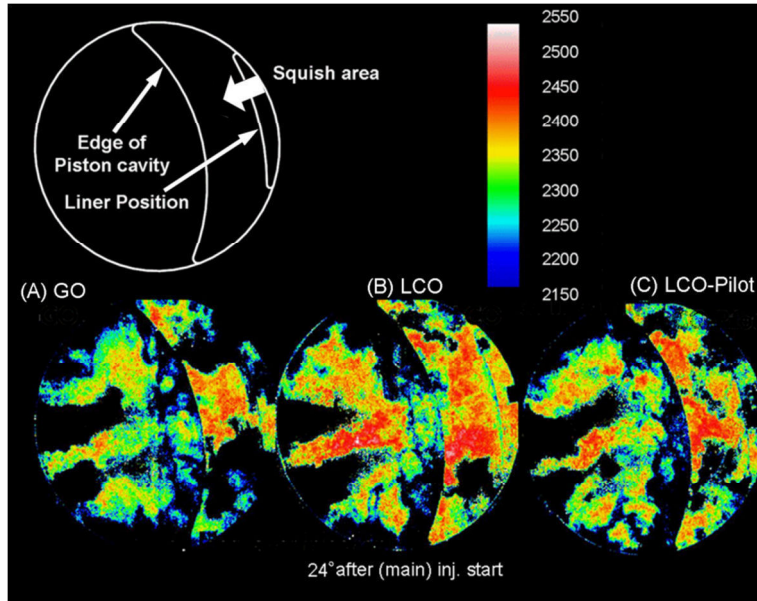 Squish area
Edge of
Piston cavity
Liner Position
2550
2500
2450
2400
2350
2300
2250
2200
2150
(A) GO
(B) LCO
(C) LCO-Pilot
24°after (main) inj. start